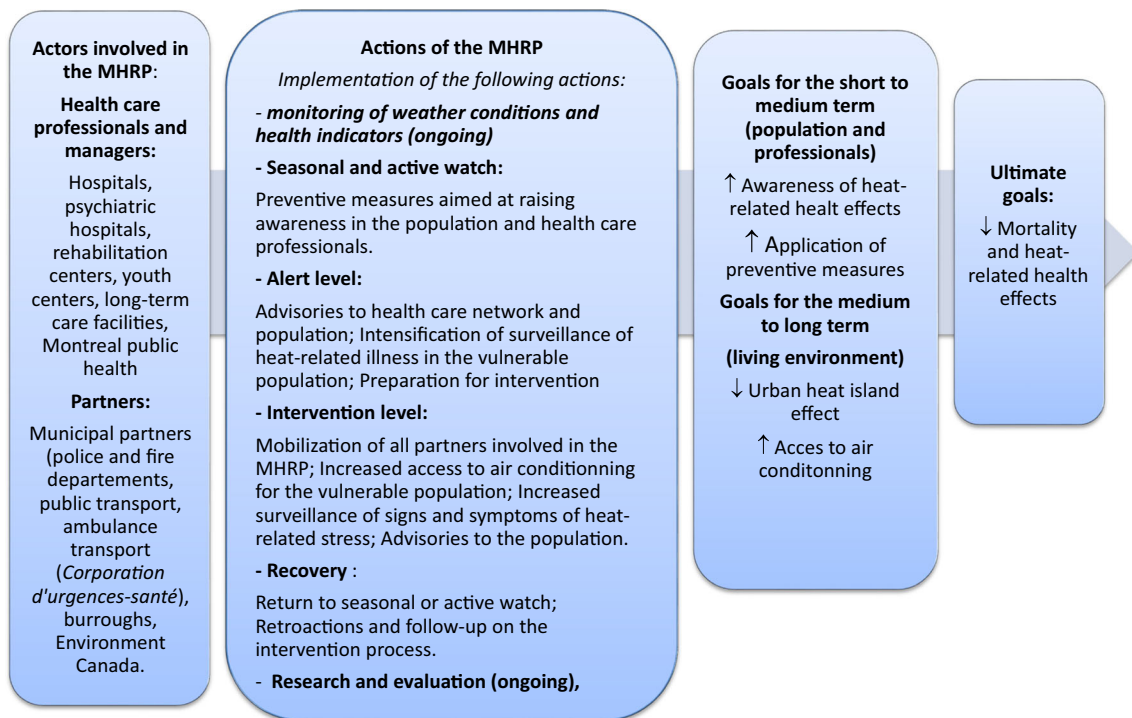 Actors involved in
the MHRP:
Health care
professionals and
managers:
Hospitals,
psychiatric
hospitals,
rehabilitation
centers, youth
centers, long-term
care facilities,
Montreal public
health
Partners:
Municipal partners
(police and fire
departements,
public transport,
ambulance
transport
(Corporation
d'urgences-santé),
burroughs,
Environment
Canada.
Actions of the MHRP
Implementation of the following actions:
- monitoring of weather conditions and
health indicators (ongoing)
- Seasonal and active watch:
Preventive measures aimed at raising
awareness in the population and health care
professionals.
- Alert level:
Advisories to health care network and
population; Intensification of surveillance of
heat-related illness in the vulnerable
population; Preparation for intervention
- Intervention level:
Mobilization of all partners involved in the
MHRP; Increased access to air conditionning
for the vulnerable population; Increased
surveillance of signs and symptoms of heat-
related stress; Advisories to the population.
- Recovery :
Return to seasonal or active watch;
Retroactions and follow-up on the
intervention process.
- Research and evaluation (ongoing),
Goals for the short to
medium term
(population and
professionals)
↑ Awareness of heat-
related healt effects
↑ Application of
preventive measures
Goals for the medium
to long term
(living environment)
↓ Urban heat island
effect
↑ Acces to air
conditonning
Ultimate
goals:
↓ Mortality
and heat-
related health
effects